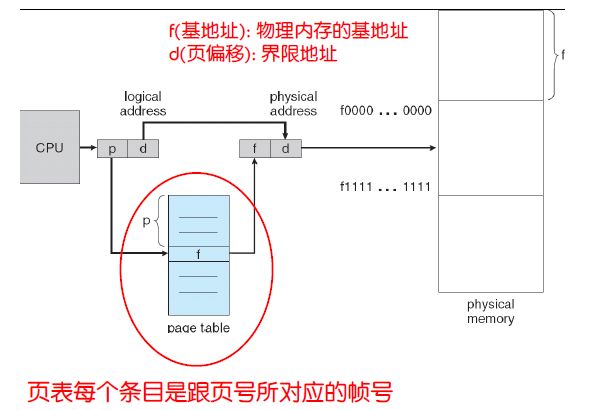 f(基地址): 物理内存的基地址
d(页偏移): 界限地址
logical
address
physical
address
f0000 ... 0000
f
CPU
p
d
f
d
f1111 ... 1111
p
f
page table
physical
memory
页表每个条目是跟页号所对应的帧号